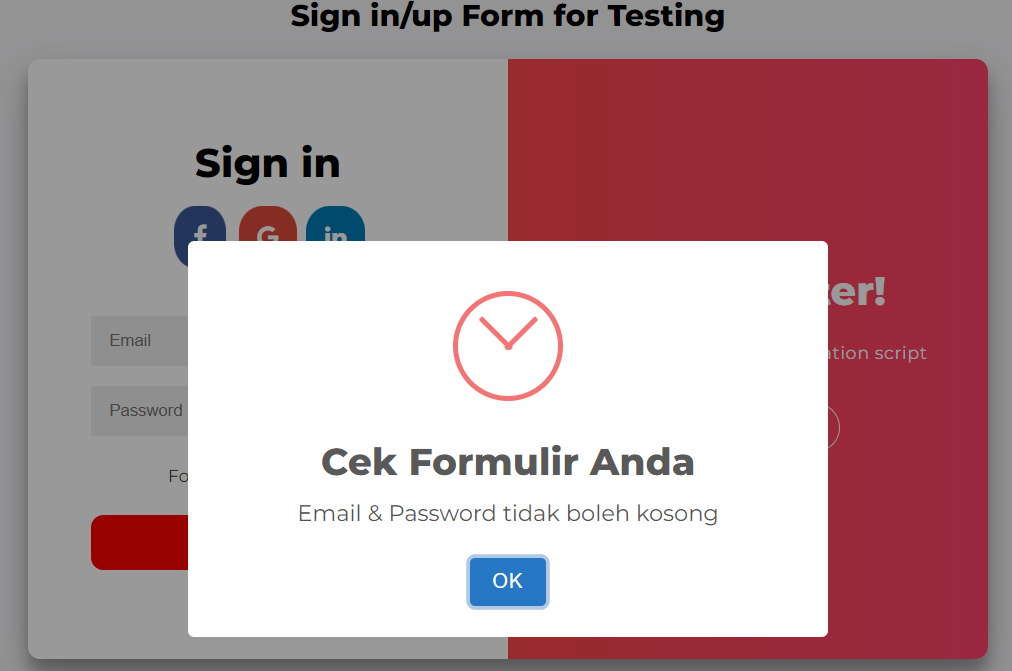 Sign in/up Form for Testing
Sign in
f G in
Email
Password
Cek Formulir Anda
Email & Password tidak boleh kosong
OK